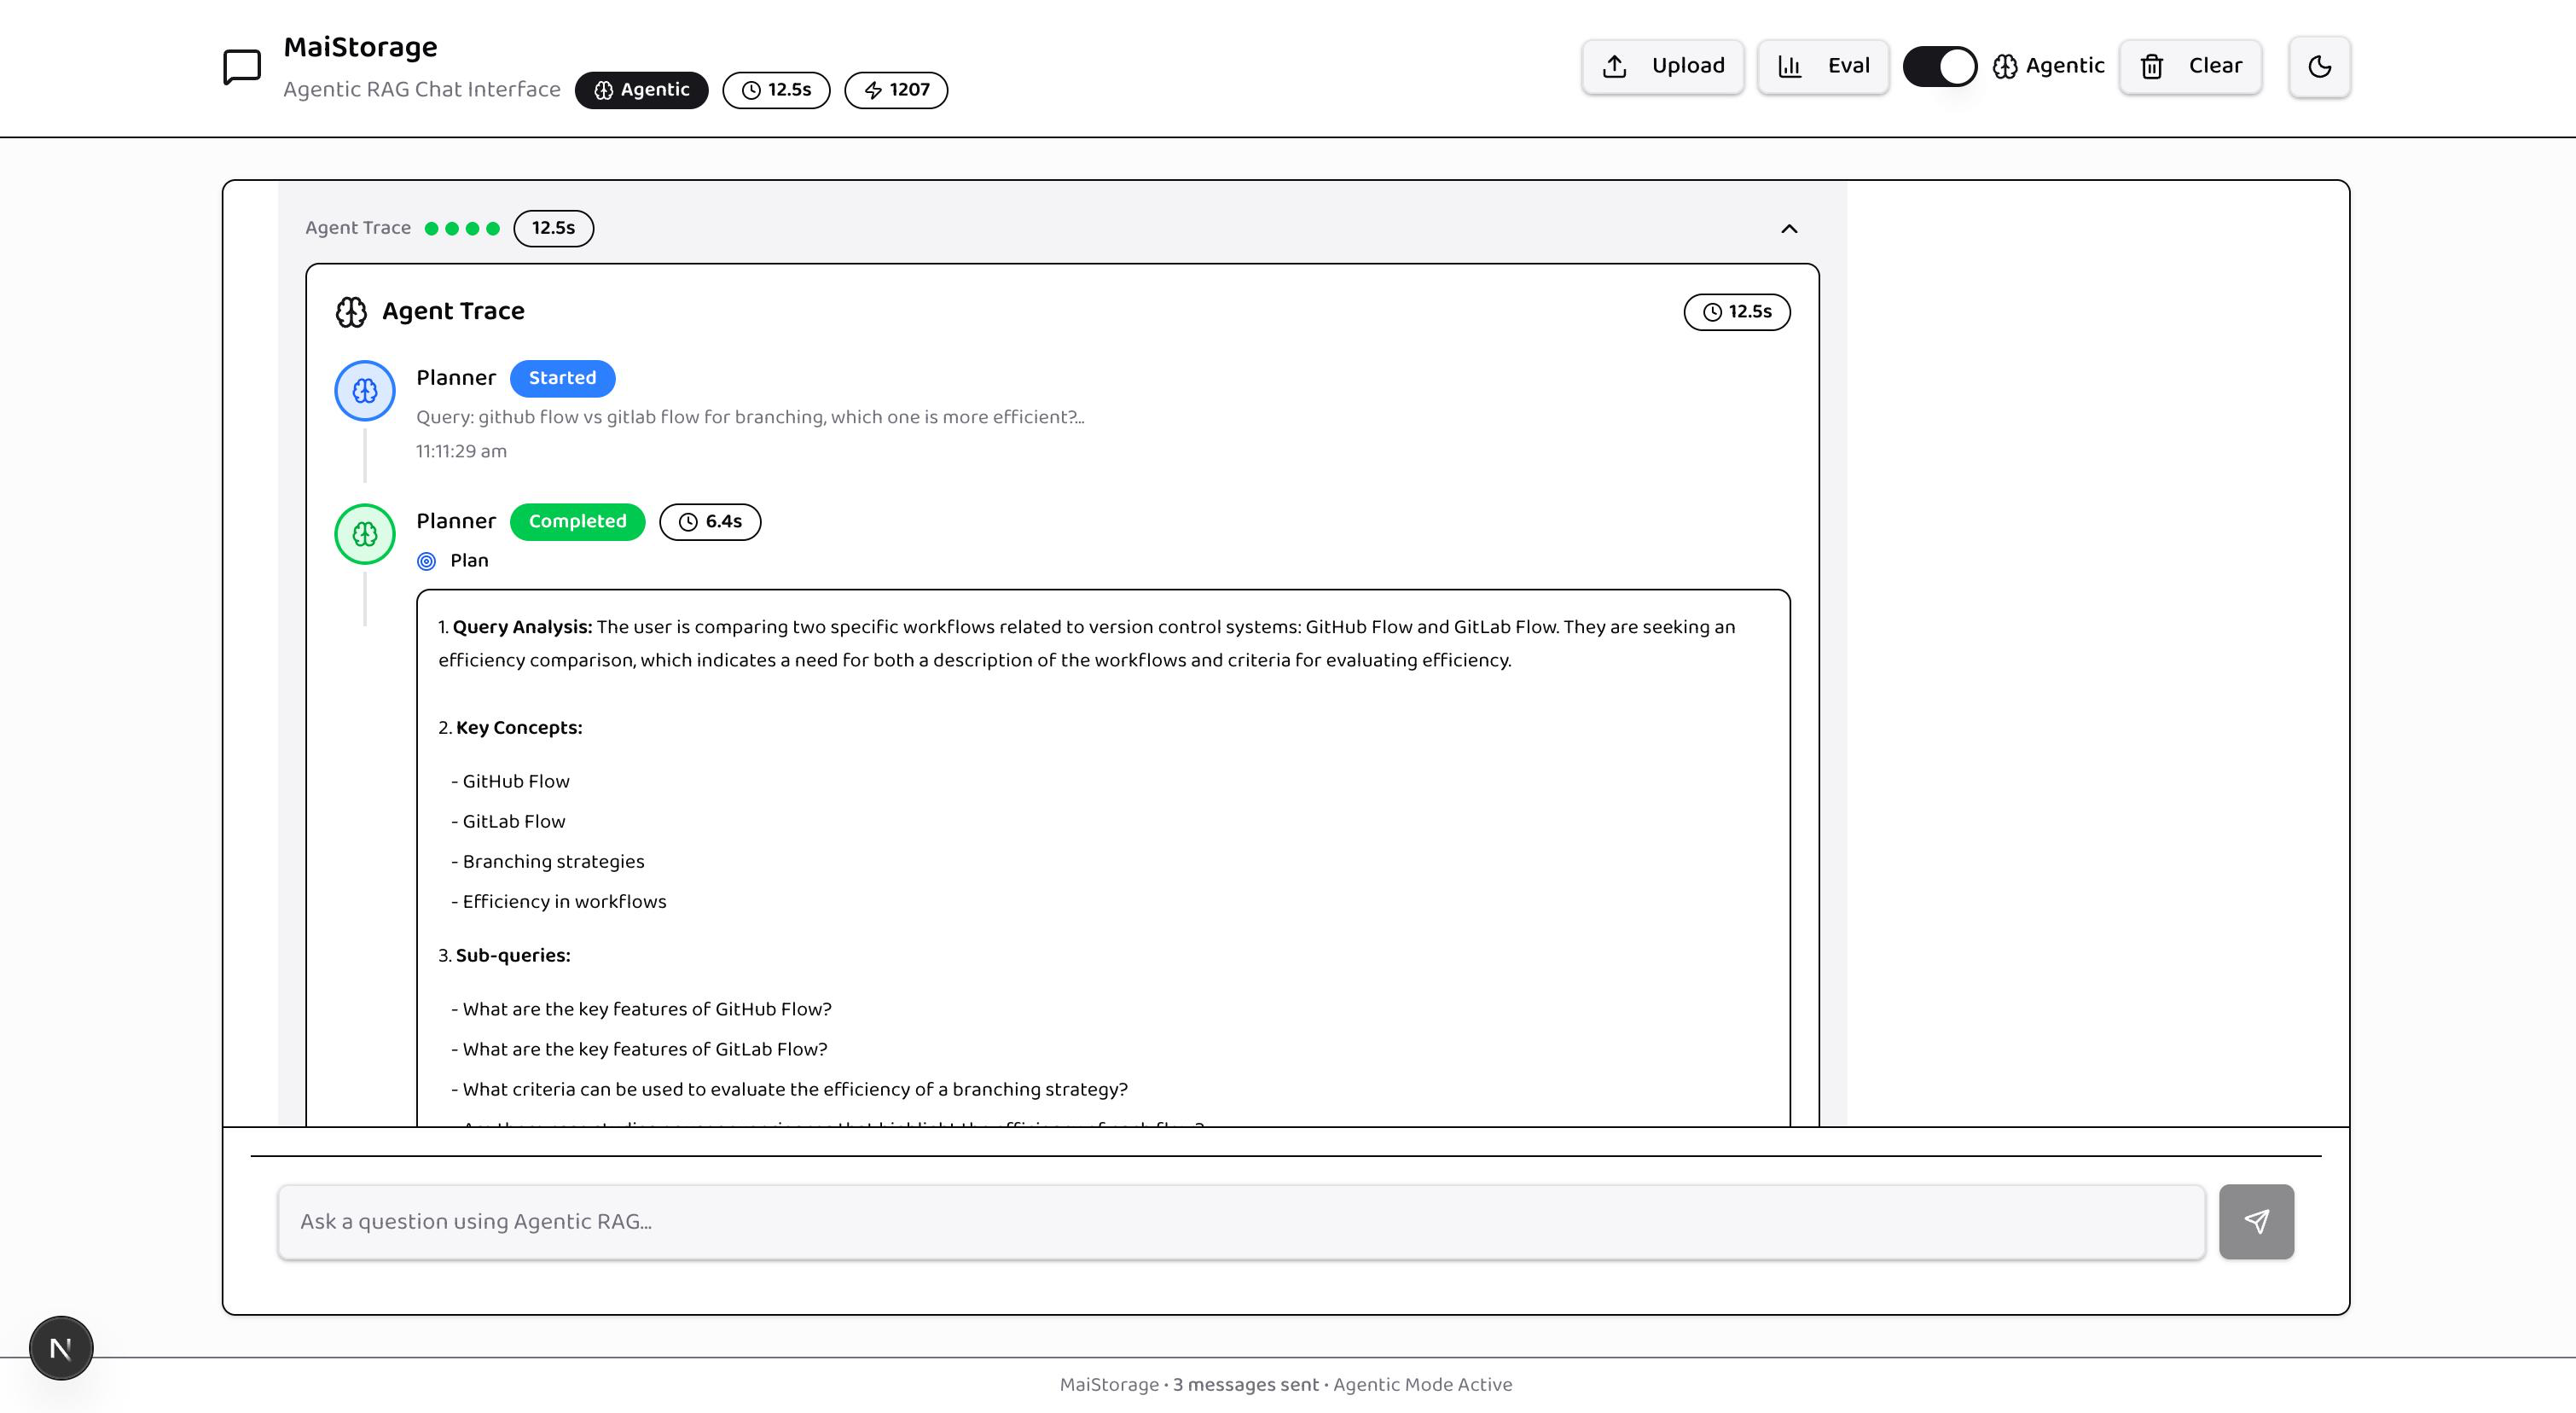 MaiStorage
Agentic RAG Chat Interface Agentic 12.5s 1207
Upload Eval Agentic Clear
Agent Trace 12.5s
Agent Trace 12.5s
Planner Started
Query: github flow vs gitlab flow for branching, which one is more efficient?...
11:11:29 am
Planner Completed 6.4s
Plan
1. Query Analysis: The user is comparing two specific workflows related to version control systems: GitHub Flow and GitLab Flow. They are seeking an
efficiency comparison, which indicates a need for both a description of the workflows and criteria for evaluating efficiency.
2. Key Concepts:
- GitHub Flow
- GitLab Flow
- Branching strategies
- Efficiency in workflows
3. Sub-queries:
- What are the key features of GitHub Flow?
- What are the key features of GitLab Flow?
- What criteria can be used to evaluate the efficiency of a branching strategy?
Ask a question using Agentic RAG...
N
MaiStorage • 3 messages sent • Agentic Mode Active